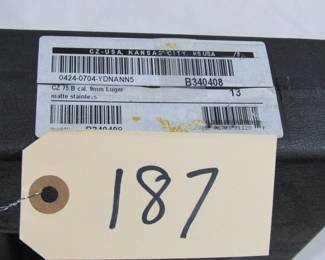 CZ-USA, KANSAS CITY, KS USA
0424-0704-YDNANN5
B340408
CZ 75 B cal. 9mm Luger
13
matte stainless
B340408
187